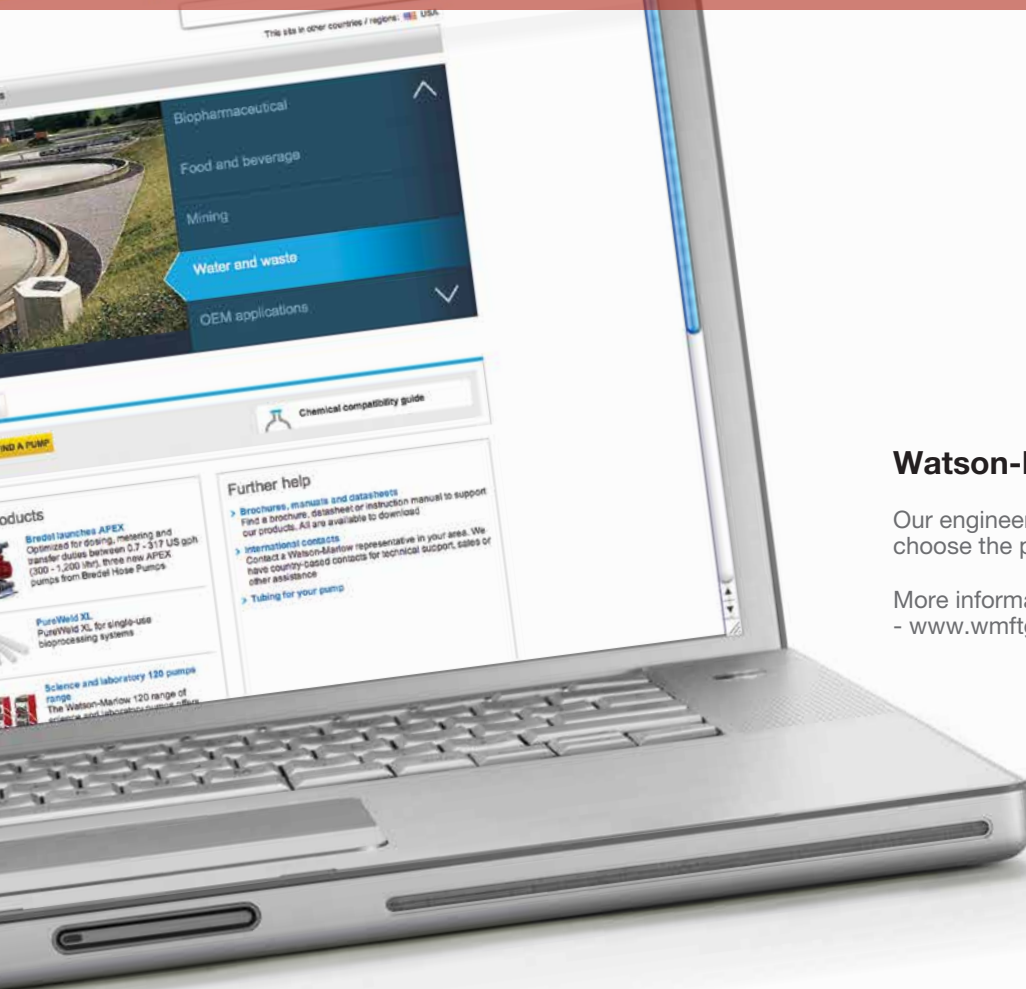 This site in other countries / regions: USA
Biopharmaceutical
Food and beverage
Mining
Water and waste
OEM applications
FIND A PUMP
Chemical compatibility guide
oducts
Bredel launches APEX
Optimized for dosing, metering and
transfer duties between 0.7 - 317 US gph
(300 - 1,200 l/hr), three new APEX
pumps from Bredel Hose Pumps
PureWeld XL
PureWeld XL for single-use
bioprocessing systems
Science and laboratory 120 pumps
range
The Watson-Marlow 120 range of
science and laboratory pumps offers
Further help
> Brochures, manuals and datasheets
Find a brochure, datasheet or instruction manual to support
our products. All are available to download
> International contacts
Contact a Watson-Marlow representative in your area. We
have country-based contacts for technical support, sales or
other assistance
> Tubing for your pump
Watson-
Our engineer
choose the p
More informa
- www.wmft